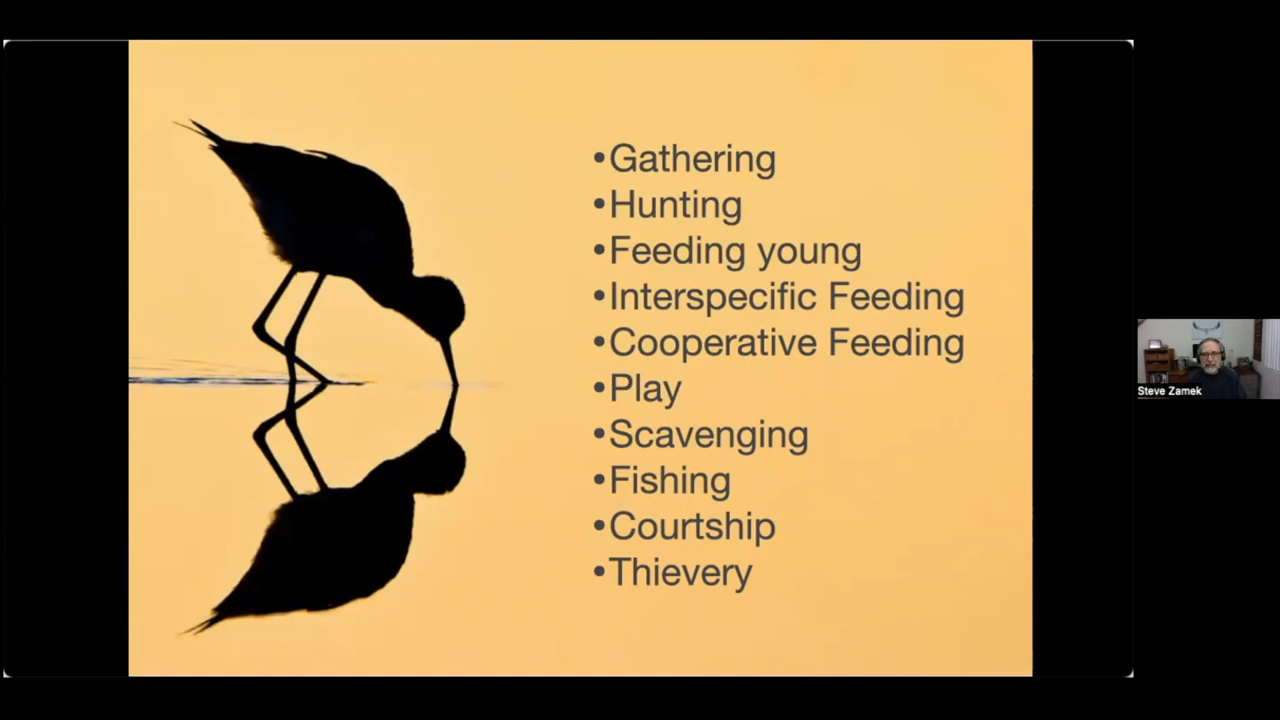 •Gathering
•Hunting
•Feeding young
•Interspecific Feeding
•Cooperative Feeding
•Play
•Scavenging
•Fishing
•Courtship
•Thievery
Steve Zamek